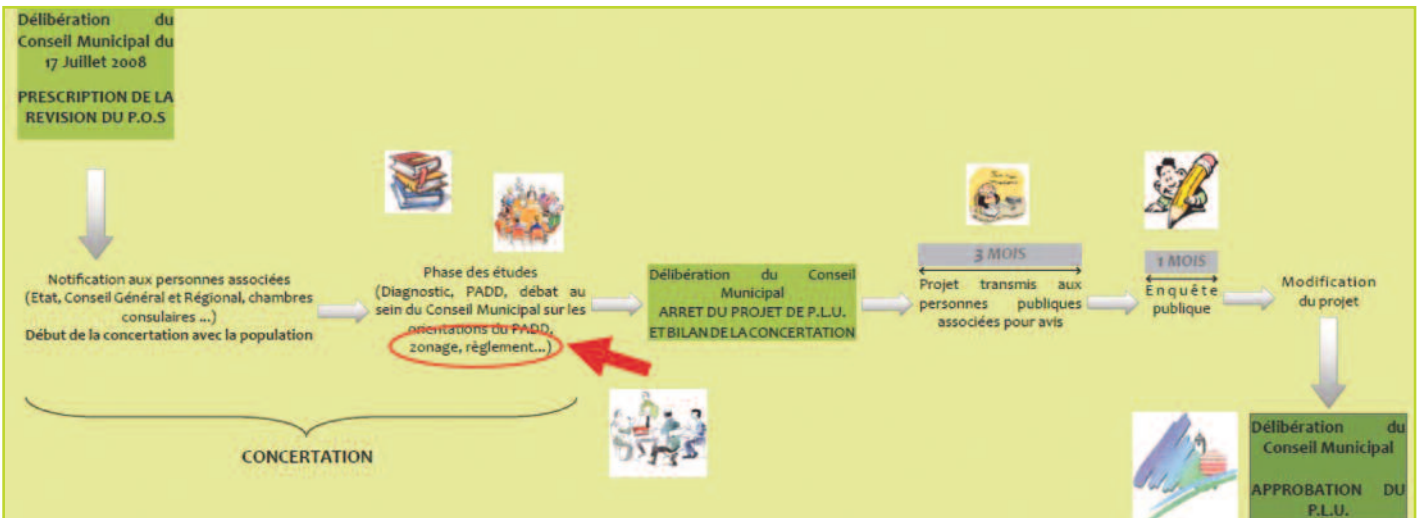 Délibération du
Conseil Municipal du
17 Juillet 2008
PRESCRIPTION DE LA
REVISION DU P.O.S
Notification aux personnes associées
(Etat, Conseil Général et Régional, chambres
consulaires ...)
Début de la concertation avec la population
Phase des études
(Diagnostic, PADD, débat au
sein du Conseil Municipal sur les
orientations du PADD,
zonage, règlement...)
CONCERTATION
Délibération du Conseil
Municipal
ARRET DU PROJET DE P.L.U.
ET BILAN DE LA CONCERTATION
3 MOIS
Projet transmis aux
personnes publiques
associées pour avis
1 MOIS
Enquête
publique
Modification
du projet
Délibération du
Conseil Municipal
APPROBATION DU
P.L.U.